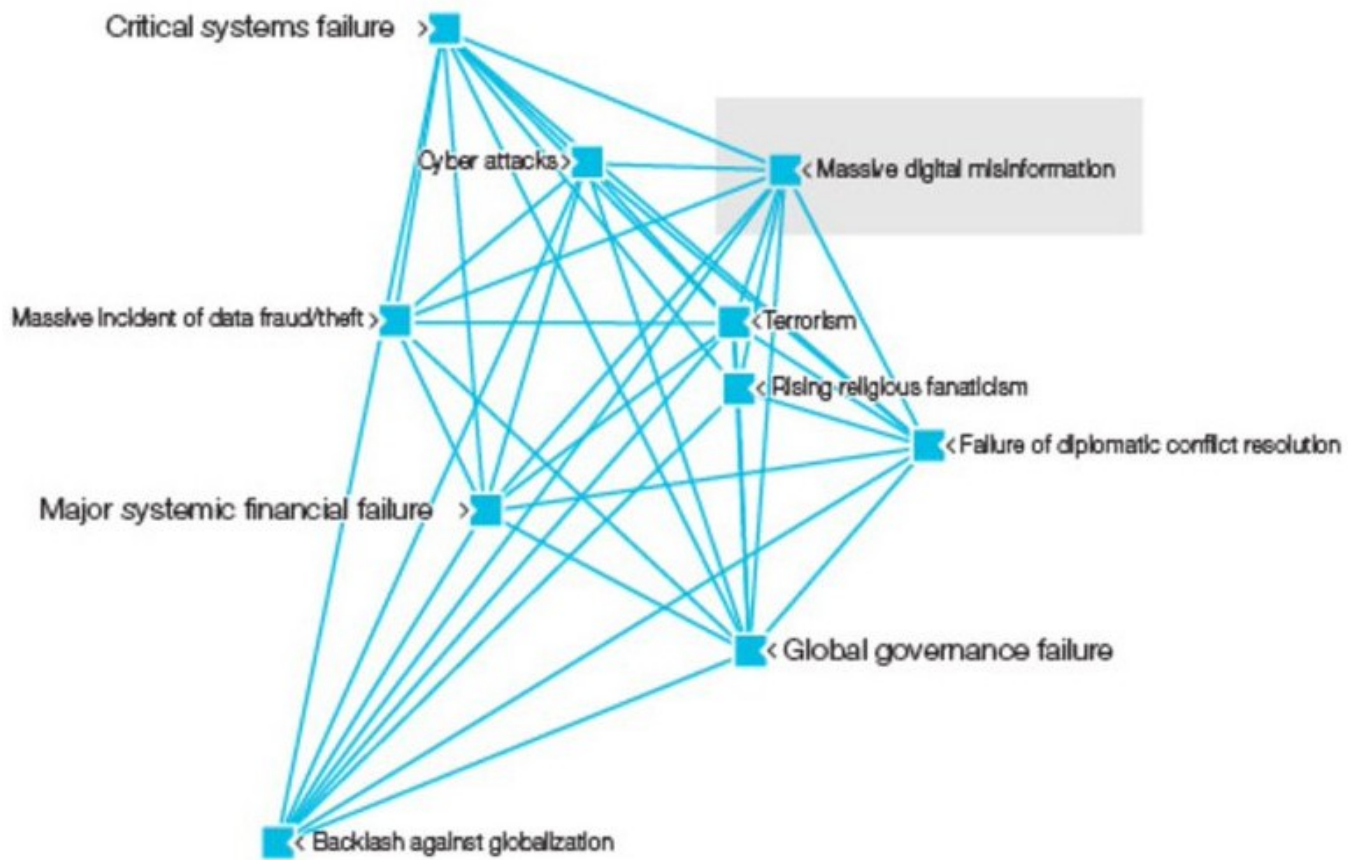 Critical systems failure
Cyber attacks
Massive digital misinformation
Massive incident of data fraud/theft
Terrorism
Rising religious fanaticism
Failure of diplomatic conflict resolution
Major systemic financial failure
Global governance failure
Backlash against globalization